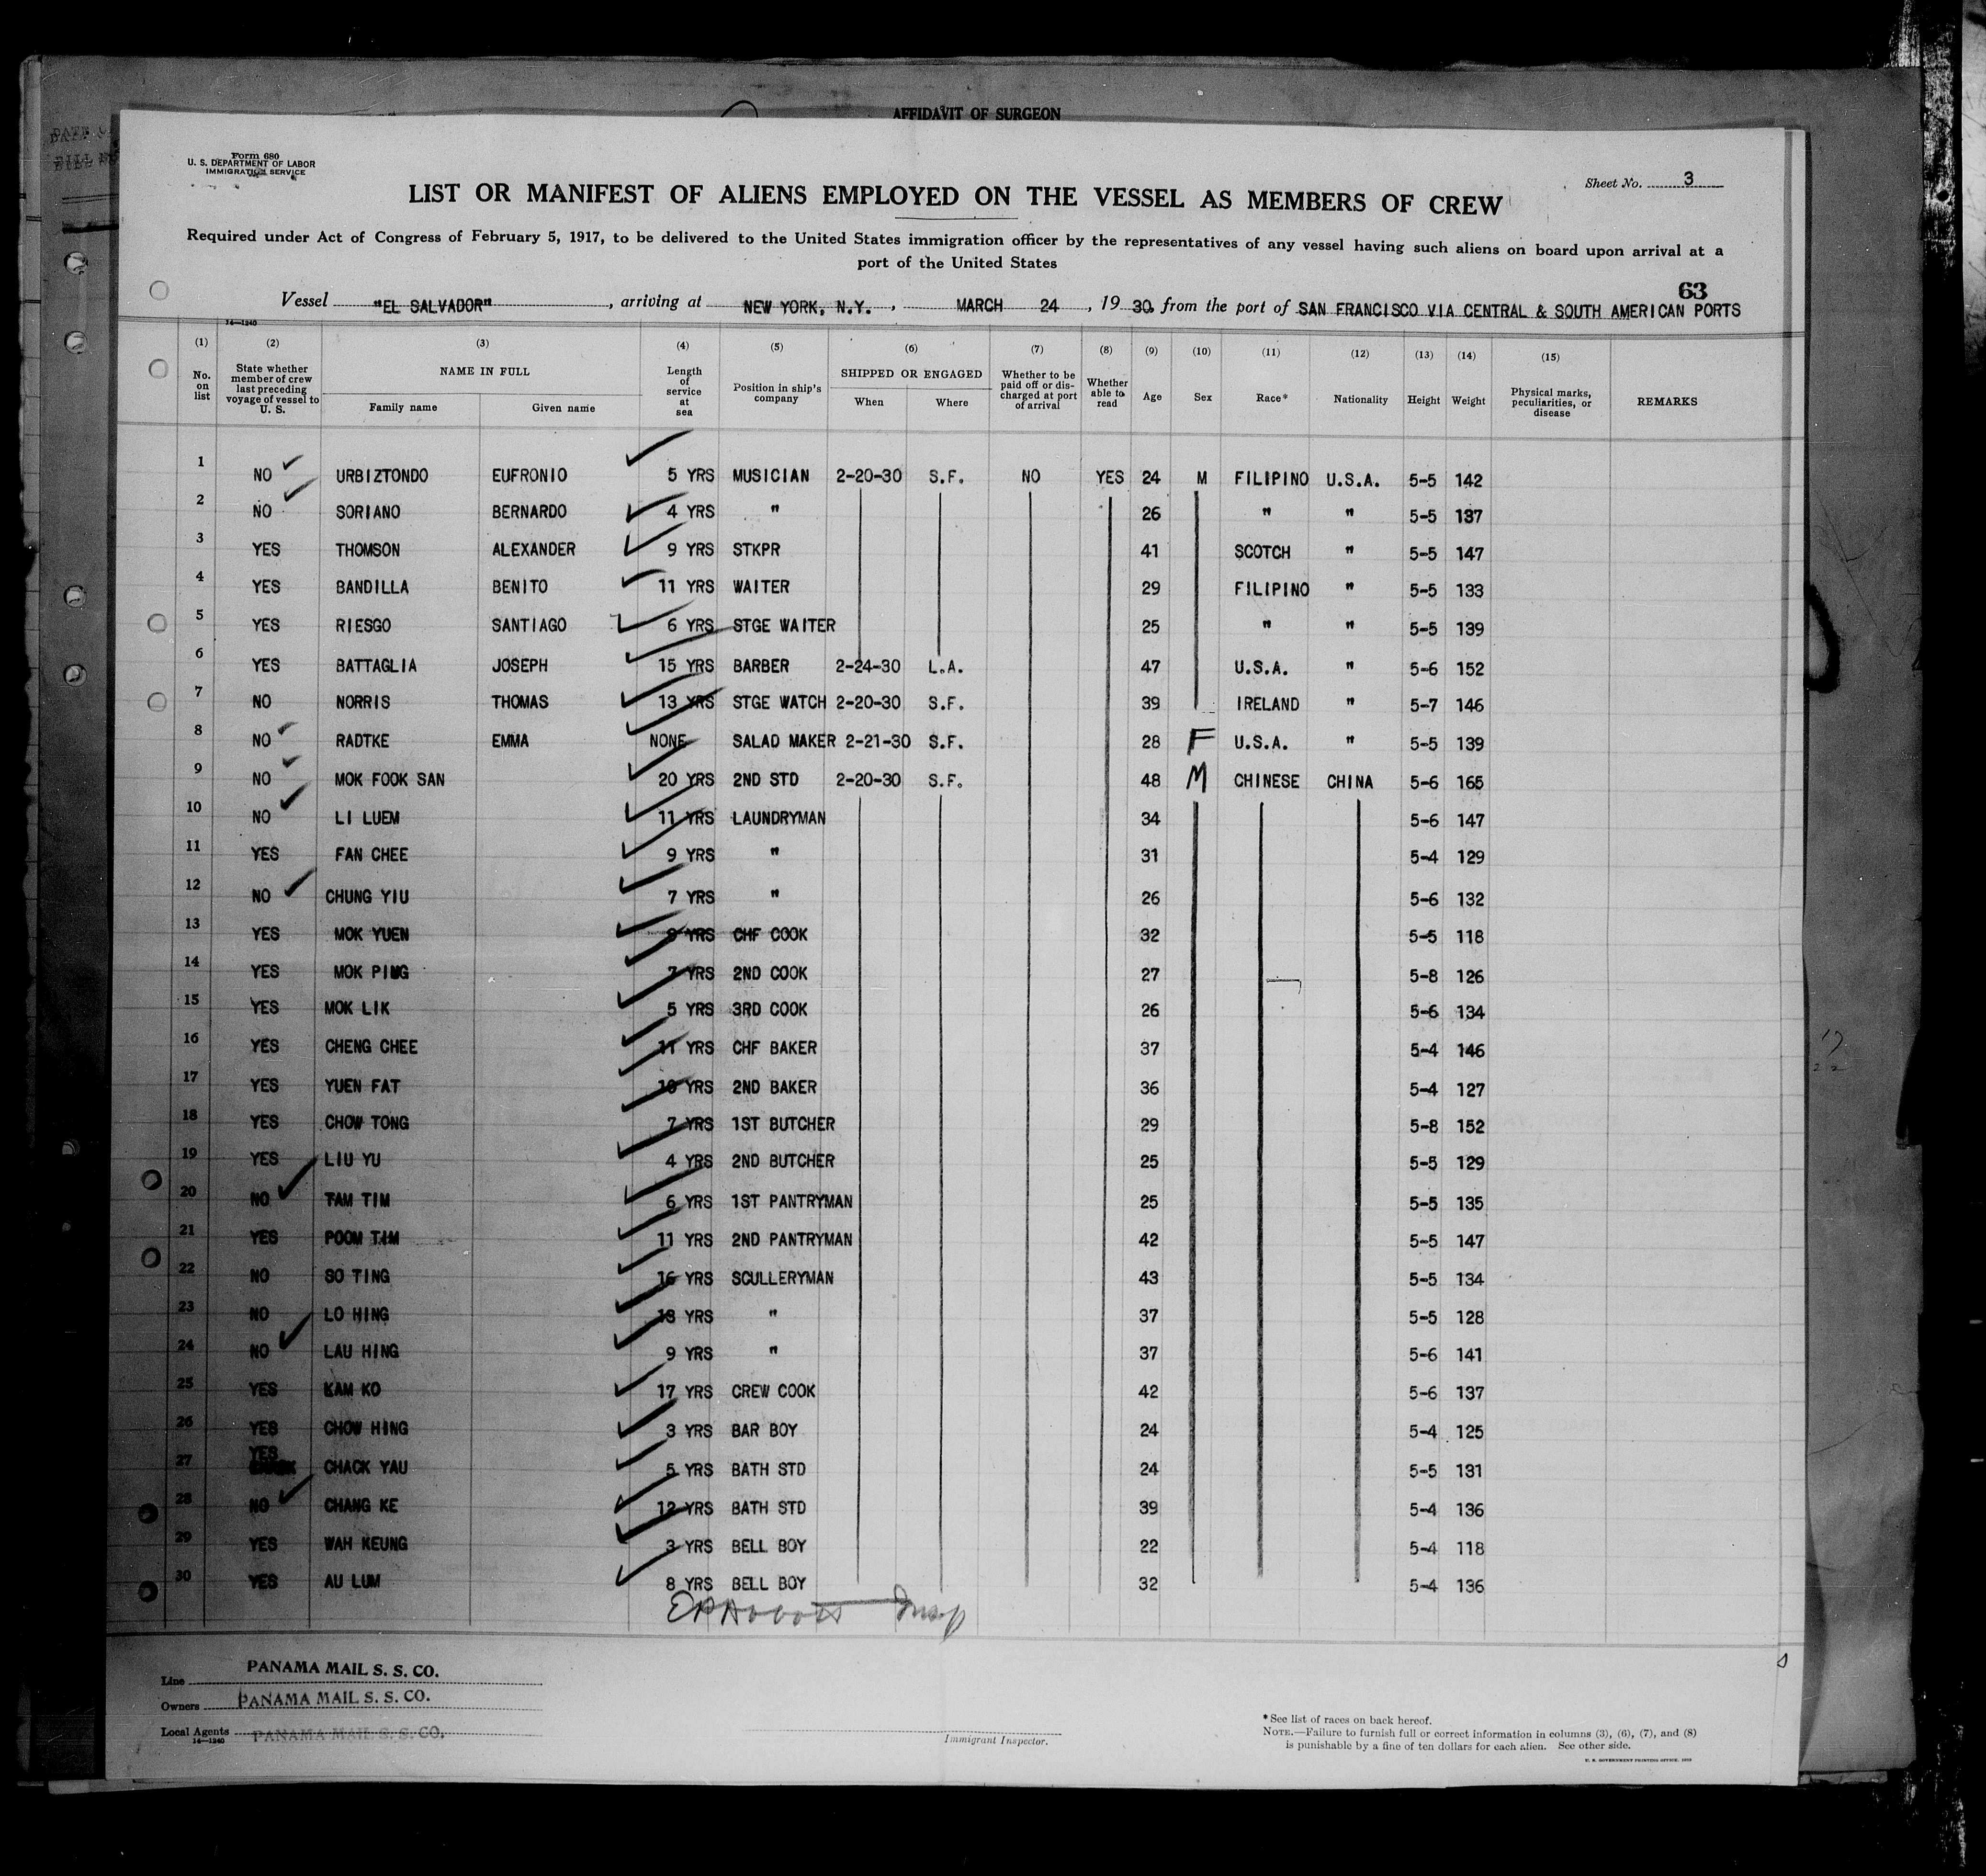 AFFIDAVIT OF SURGEON
Form 680
U. S. DEPARTMENT OF LABOR
IMMIGRATION SERVICE
Sheet No. 3
LIST OR MANIFEST OF ALIENS EMPLOYED ON THE VESSEL AS MEMBERS OF CREW
Required under Act of Congress of February 5, 1917, to be delivered to the United States immigration officer by the representatives of any vessel having such aliens on board upon arrival at a
port of the United States
63
Vessel "EL SALVADOR", arriving at NEW YORK, N.Y., MARCH 24, 19 30, from the port of SAN FRANCISCO VIA CENTRAL & SOUTH AMERICAN PORTS
14—1240
(1) (2) (3) (4) (5) (6) (7) (8) (9) (10) (11) (12) (13) (14) (15)
No. on list State whether member of crew last preceding voyage of vessel to U. S. NAME IN FULL Family name Given name Length of service at sea Position in ship's company SHIPPED OR ENGAGED When Where Whether to be paid off or discharged at port of arrival Whether able to read Age Sex Race* Nationality Height Weight Physical marks, peculiarities, or disease REMARKS
1 NO URBIZTONDO EUFRONIO 5 YRS MUSICIAN 2-20-30 S.F. NO YES 24 M FILIPINO U.S.A. 5-5 142
2 NO SORIANO BERNARDO 4 YRS " 26 " " 5-5 137
3 YES THOMSON ALEXANDER 9 YRS STKPR 41 SCOTCH " 5-5 147
4 YES BANDILLA BENITO 11 YRS WAITER 29 FILIPINO " 5-5 133
5 YES RIESGO SANTIAGO 6 YRS STGE WAITER 25 " " 5-5 139
6 YES BATTAGLIA JOSEPH 15 YRS BARBER 2-24-30 L.A. 47 U.S.A. " 5-6 152
7 NO NORRIS THOMAS 13 YRS STGE WATCH 2-20-30 S.F. 39 IRELAND " 5-7 146
8 NO RADTKE EMMA NONE SALAD MAKER 2-21-30 S.F. 28 F U.S.A. " 5-5 139
9 NO MOK FOOK SAN 20 YRS 2ND STD 2-20-30 S.F. 48 M CHINESE CHINA 5-6 165
10 NO LI LUEM 11 YRS LAUNDRYMAN 34 5-6 147
11 YES FAN CHEE 9 YRS " 31 5-4 129
12 NO CHUNG YIU 7 YRS " 26 5-6 132
13 YES MOK YUEN YRS CHF COOK 32 5-5 118
14 YES MOK PING 7 YRS 2ND COOK 27 5-8 126
15 YES MOK LIK 5 YRS 3RD COOK 26 5-6 134
16 YES CHENG CHEE 11 YRS CHF BAKER 37 5-4 146
17 YES YUEN FAT 10 YRS 2ND BAKER 36 5-4 127
18 YES CHOW TONG 7 YRS 1ST BUTCHER 29 5-8 152
19 YES LIU YU 4 YRS 2ND BUTCHER 25 5-5 129
20 NO TAM TIM 6 YRS 1ST PANTRYMAN 25 5-5 135
21 YES POOM TIM 11 YRS 2ND PANTRYMAN 42 5-5 147
22 NO SO TING 16 YRS SCULLERYMAN 43 5-5 134
23 NO LO HING 13 YRS " 37 5-5 128
24 NO LAU HING 9 YRS " 37 5-6 141
25 YES KAM KO 17 YRS CREW COOK 42 5-6 137
26 YES CHOW HING 3 YRS BAR BOY 24 5-4 125
27 YES CHACK YAU 5 YRS BATH STD 24 5-5 131
28 NO CHANG KE 12 YRS BATH STD 39 5-4 136
29 YES WAH KEUNG 3 YRS BELL BOY 22 5-4 118
30 YES AU LUM 8 YRS BELL BOY 32 5-4 136
Insp
Line PANAMA MAIL S. S. CO.
Owners PANAMA MAIL S. S. CO.
Local Agents PANAMA MAIL S. S. CO.
14—1240
Immigrant Inspector.
*See list of races on back hereof.
NOTE.—Failure to furnish full or correct information in columns (3), (6), (7), and (8)
is punishable by a fine of ten dollars for each alien. See other side.